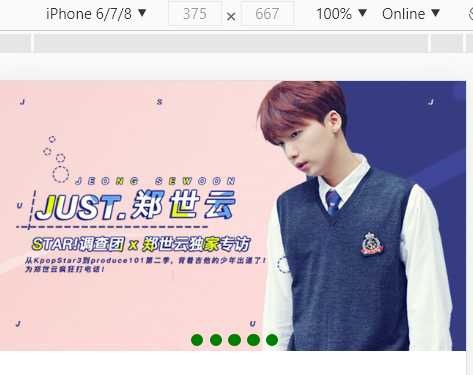 iPhone 6/7/8 ▼ 375 × 667 100% ▼ Online ▼
J S J
JEONG SEWOON
U JUST.郑世云
STAR!调查团 x 郑世云独家专访
从KpopStar3到produce101第二季，背着吉他的少年出道了！
为郑世云疯狂打电话！
J U